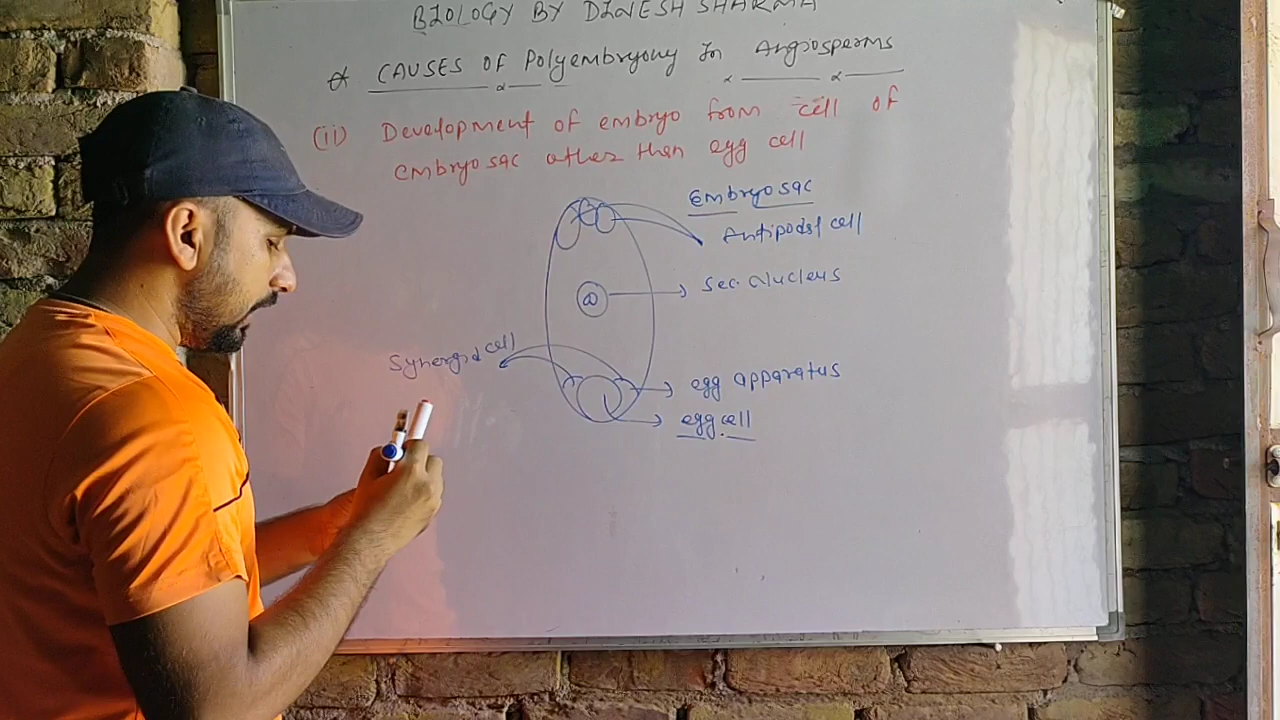 BIOLOGY BY DINESH SHARMA
CAUSES OF Polyembryony In Angiosperms
(ii) Development of embryo from cell of
embryo sac other than egg cell
Embryo sac
Antipodal cell
Sec. Nucleus
Synergid cell
egg apparatus
egg cell